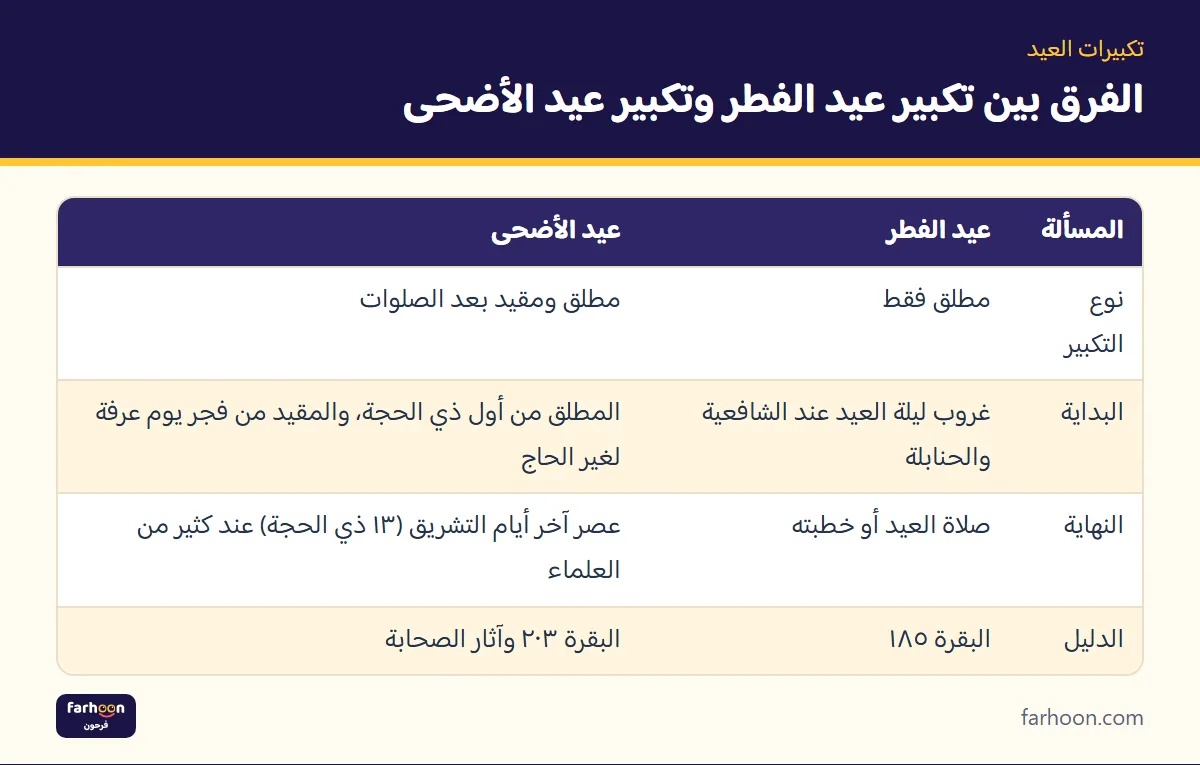 تكبيرات العيد
الفرق بين تكبير عيد الفطر وتكبير عيد الأضحى
المسألة عيد الفطر عيد الأضحى
نوع التكبير مطلق فقط مطلق ومقيد بعد الصلوات
البداية غروب ليلة العيد عند الشافعية والحنابلة المطلق من أول ذي الحجة، والمقيد من فجر يوم عرفة لغير الحاج
النهاية صلاة العيد أو خطبته عصر آخر أيام التشريق (١٣ ذي الحجة) عند كثير من العلماء
الدليل البقرة ١٨٥ البقرة ٢٠٣ وآثار الصحابة
farhoon.com
farhoon
فرحون